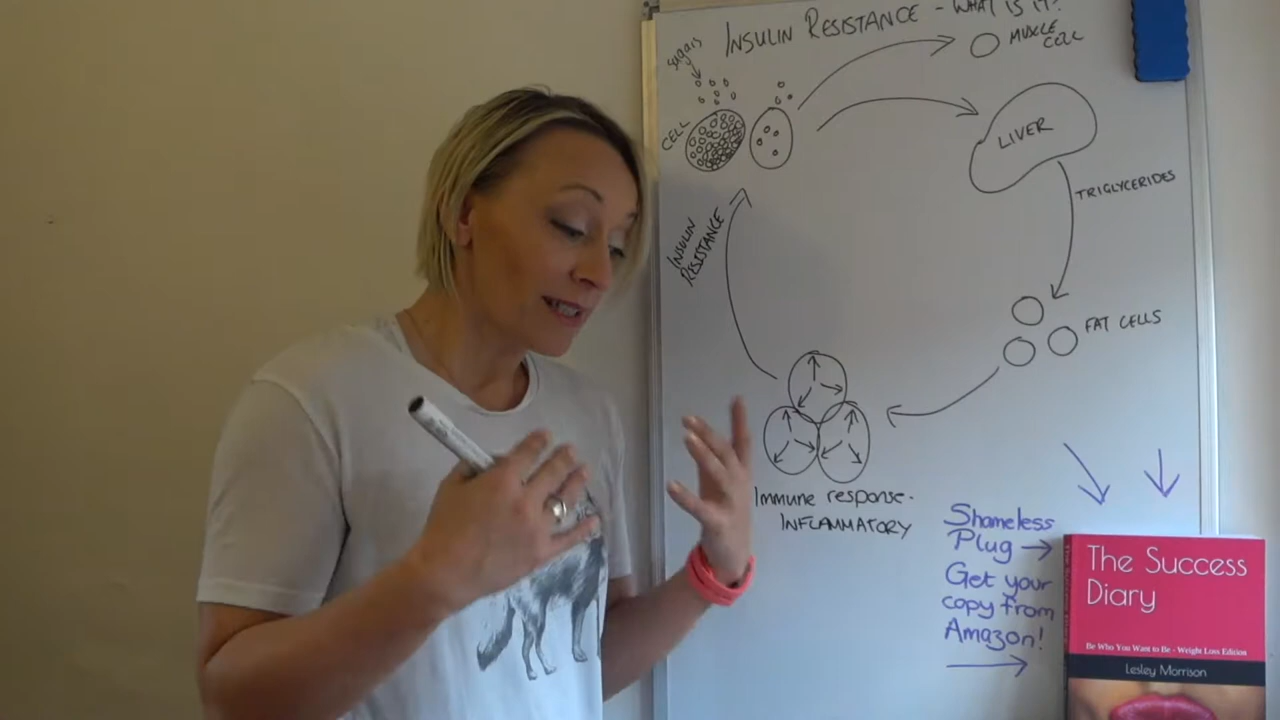 INSULIN RESISTANCE - WHAT IS IT?
sugars
MUSCLE
CELL
CELL
LIVER
TRIGLYCERIDES
INSULIN
RESISTANCE
FAT CELLS
Immune response -
INFLAMMATORY
Shameless
Plug →
Get your
copy from
Amazon!
The Success
Diary
Be Who You Want to Be - Weight Loss Edition
Lesley Morrison